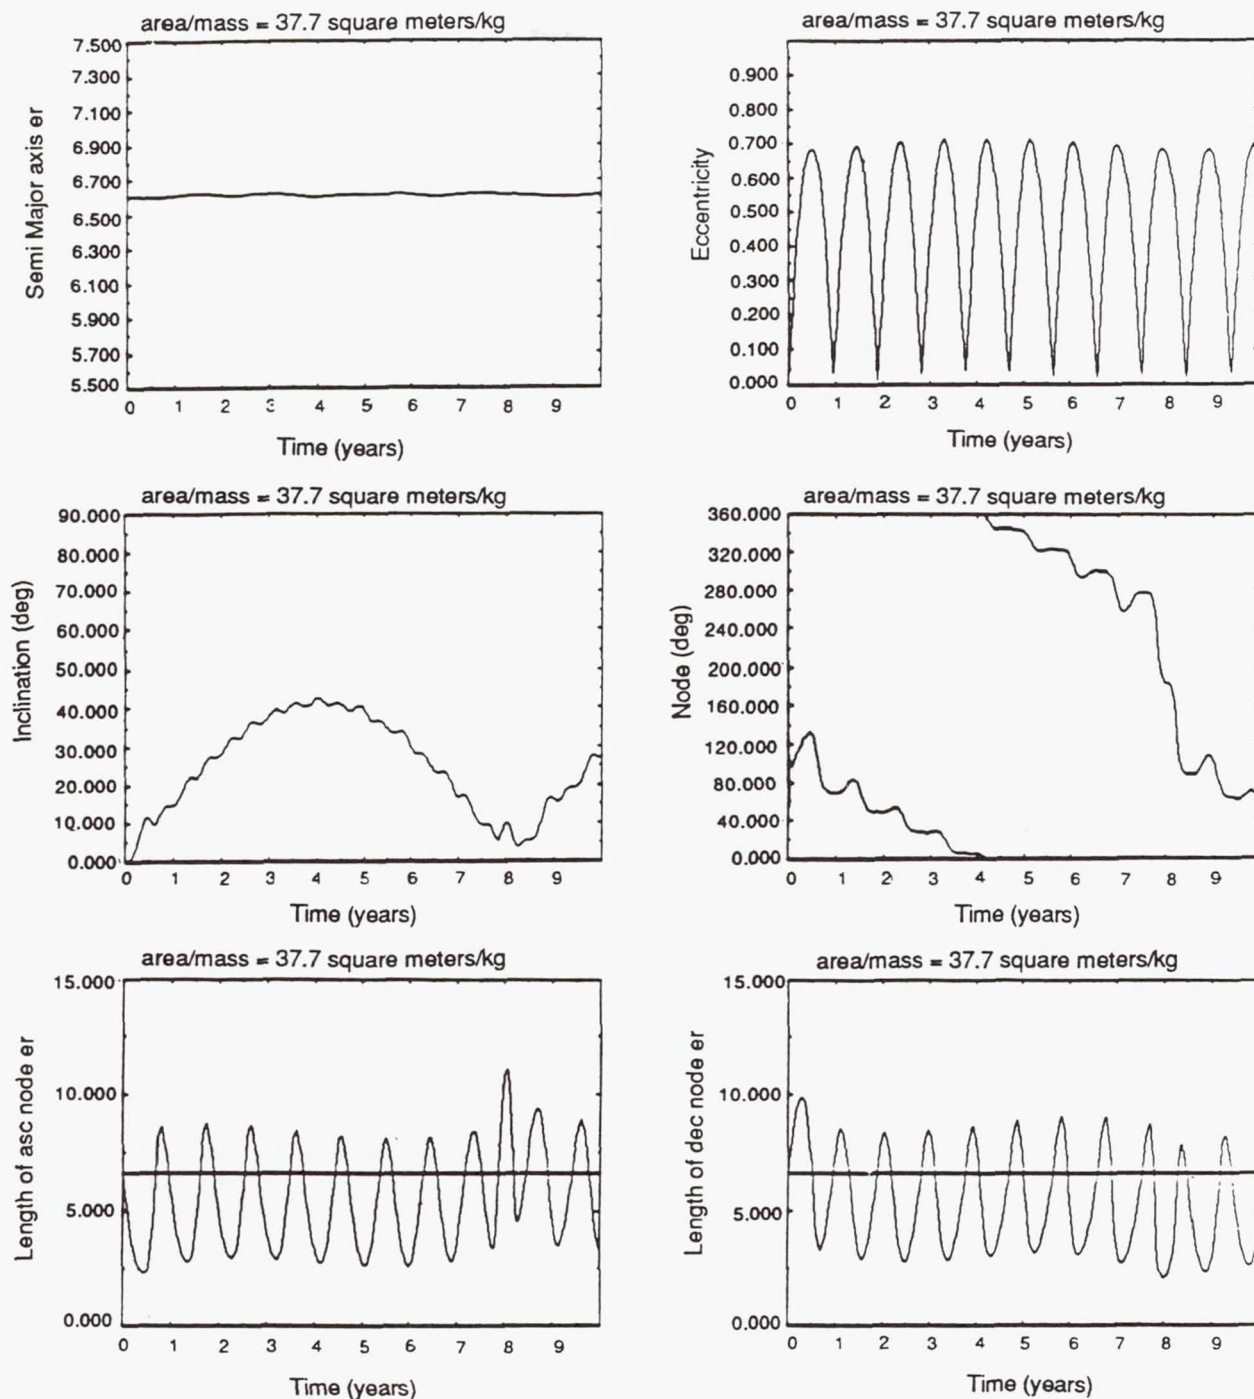 area/mass = 37.7 square meters/kg
7.500
7.300
7.100
6.900
6.700
6.500
6.300
6.100
5.900
5.700
5.500
Semi Major axis er
0 1 2 3 4 5 6 7 8 9
Time (years)
area/mass = 37.7 square meters/kg
0.900
0.800
0.700
0.600
0.500
0.400
0.300
0.200
0.100
0.000
Eccentricity
0 1 2 3 4 5 6 7 8 9
Time (years)
area/mass = 37.7 square meters/kg
90.000
80.000
70.000
60.000
50.000
40.000
30.000
20.000
10.000
0.000
Inclination (deg)
0 1 2 3 4 5 6 7 8 9
Time (years)
area/mass = 37.7 square meters/kg
360.000
320.000
280.000
240.000
200.000
160.000
120.000
80.000
40.000
0.000
Node (deg)
0 1 2 3 4 5 6 7 8 9
Time (years)
area/mass = 37.7 square meters/kg
15.000
10.000
5.000
0.000
Length of asc node er
0 1 2 3 4 5 6 7 8 9
Time (years)
area/mass = 37.7 square meters/kg
15.000
10.000
5.000
0.000
Length of dec node er
0 1 2 3 4 5 6 7 8 9
Time (years)